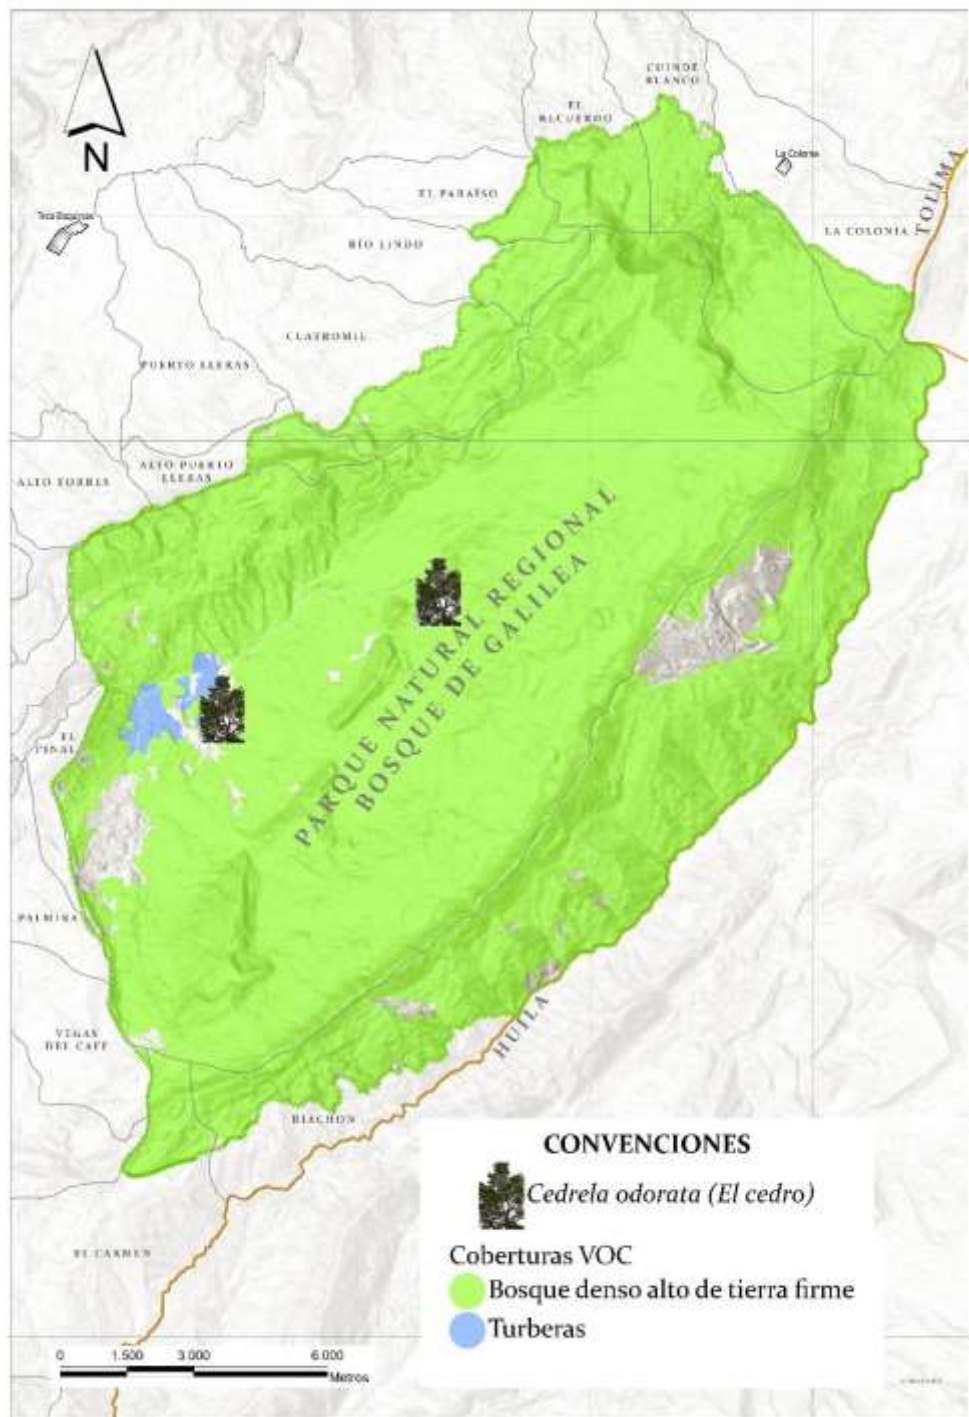 CUINDE
BLANCO
EL
RECUERDO
La Colonia
TOLIMA
EL PARAÍSO
LA COLONIA
RÍO LINDO
N
CLATROMIL
PUERTO LLERAS
ALTO PUERTO
LLERAS
ALTO TORRES
PARQUE NATURAL REGIONAL
BOSQUE DE GALILEA
EL
PINAL
PALMIRA
VEGAS
DEL CAFÉ
HUILA
RIACHON
EL CARMEN
CONVENCIONES
Cedrela odorata (El cedro)
Coberturas VOC
Bosque denso alto de tierra firme
Turberas
0 1.500 3.000 6.000
Metros